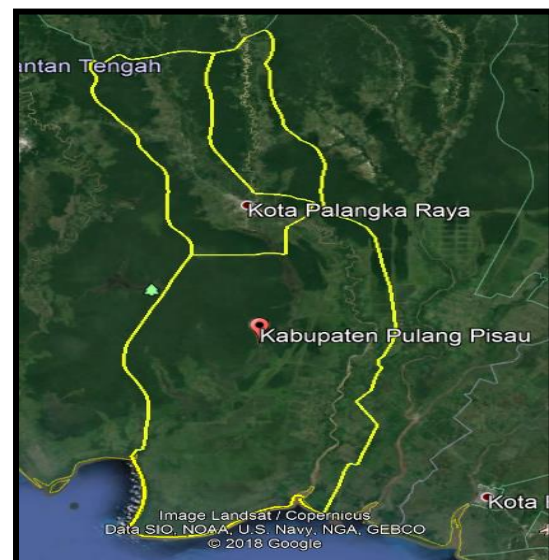 antan Tengah
Kota Palangka Raya
Kabupaten Pulang Pisau
Kota
Image Landsat / Copernicus
Data SIO, NOAA, U.S. Navy, NGA, GEBCO
© 2018 Google